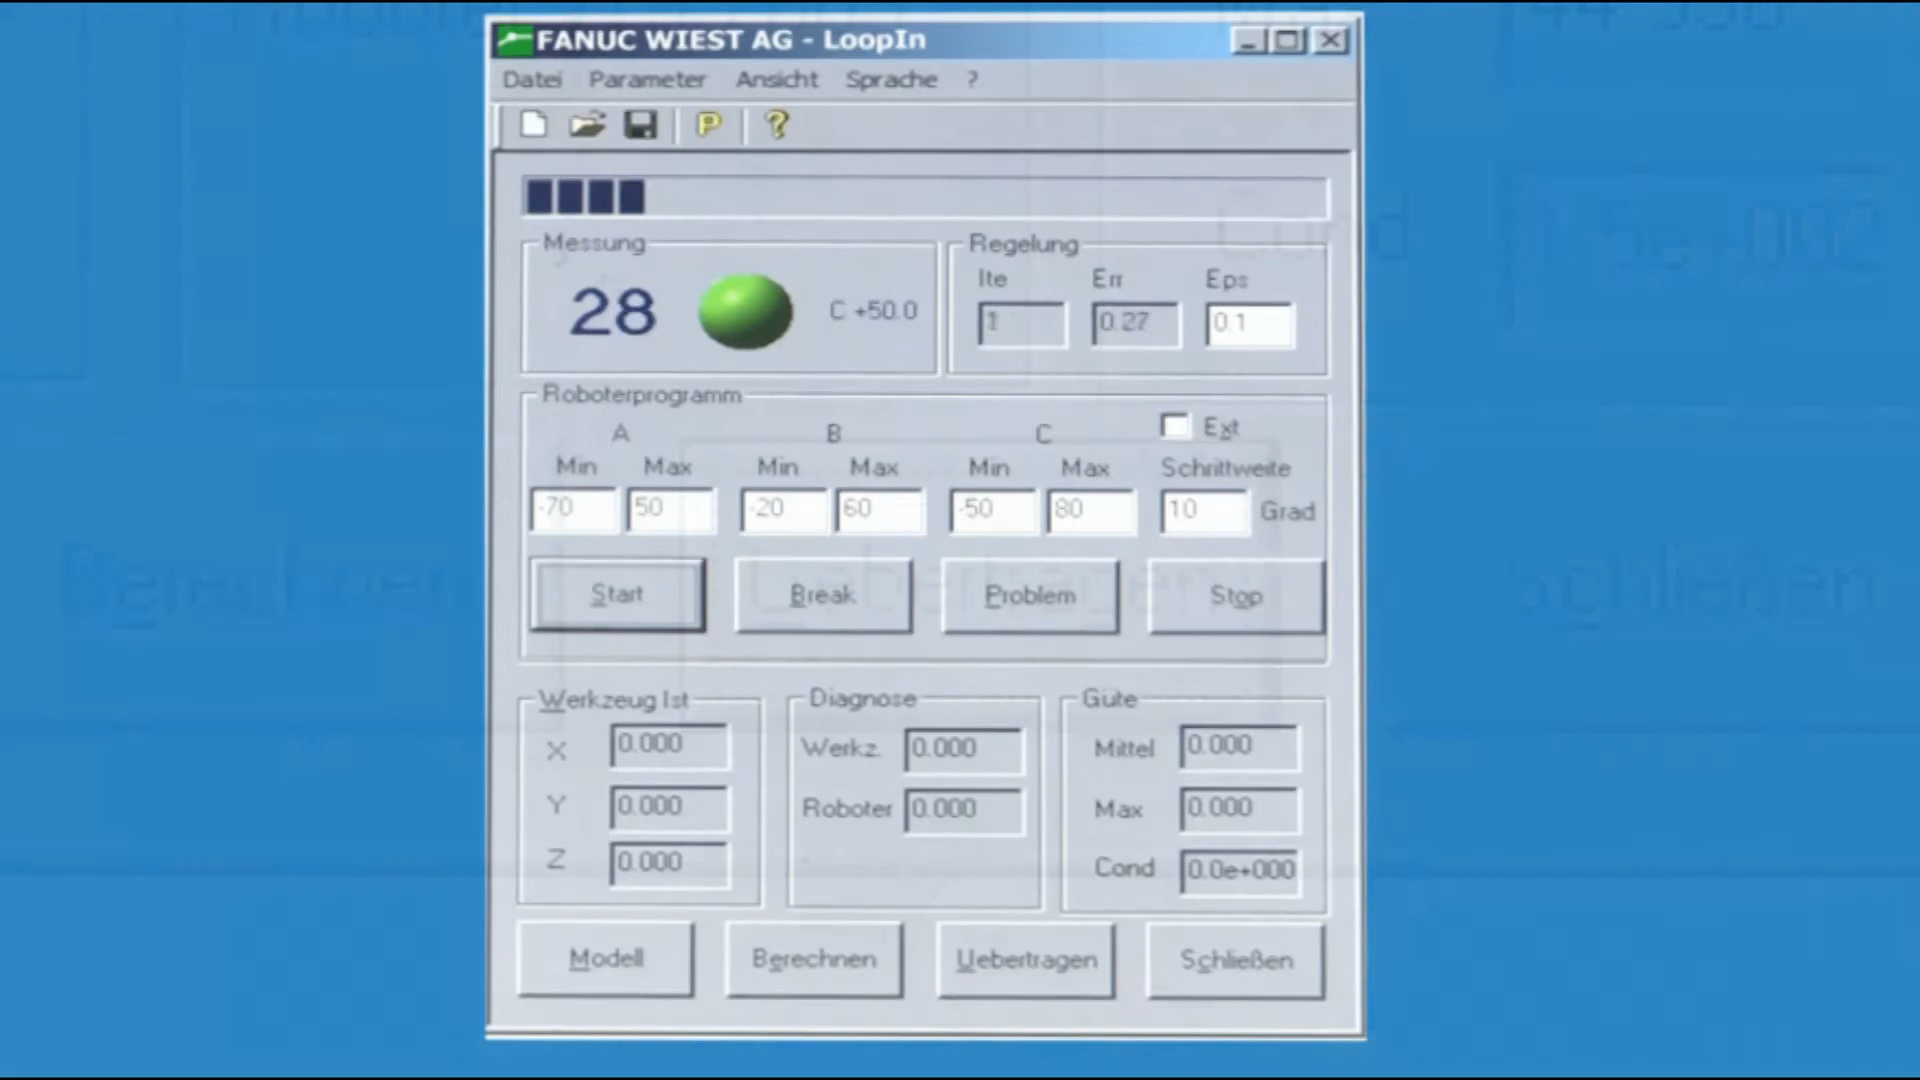 FANUC WIEST AG - LoopIn
Datei Parameter Ansicht Sprache ?
P ?
Messung
28 C +50.0
Regelung
Ite Err Eps
1 0.27 0.1
Roboterprogramm
A B C Ext
Min Max Min Max Min Max Schrittweite
-70 50 -20 60 -50 80 10 Grad
Start Break Problem Stop
Werkzeug Ist
X 0.000
Y 0.000
Z 0.000
Diagnose
Werkz. 0.000
Roboter 0.000
Güte
Mittel 0.000
Max 0.000
Cond 0.0e+000
Modell Berechnen Uebertragen Schließen
Berechnen Schließen